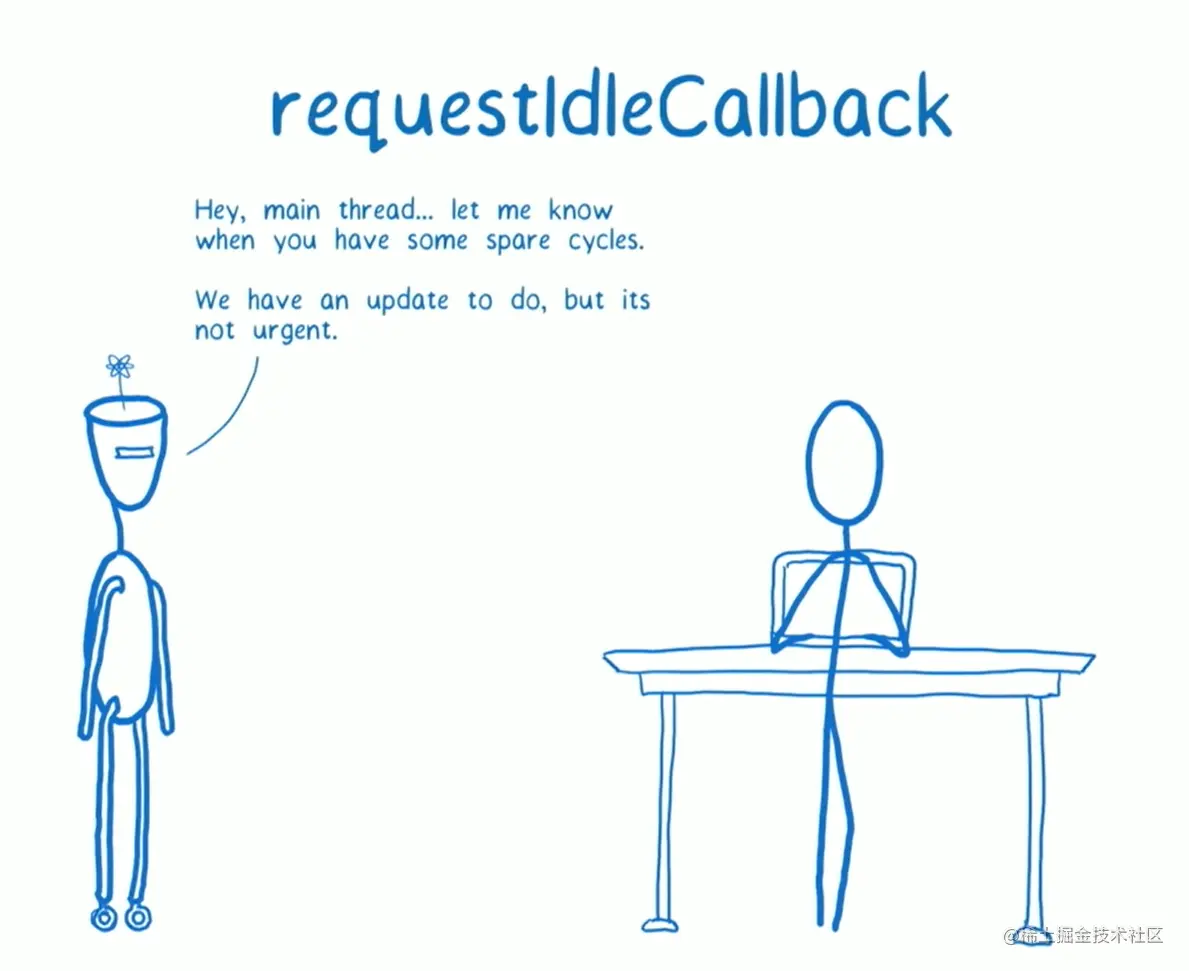 requestIdleCallback
Hey, main thread... let me know
when you have some spare cycles.
We have an update to do, but its
not urgent.
@稀土掘金技术社区